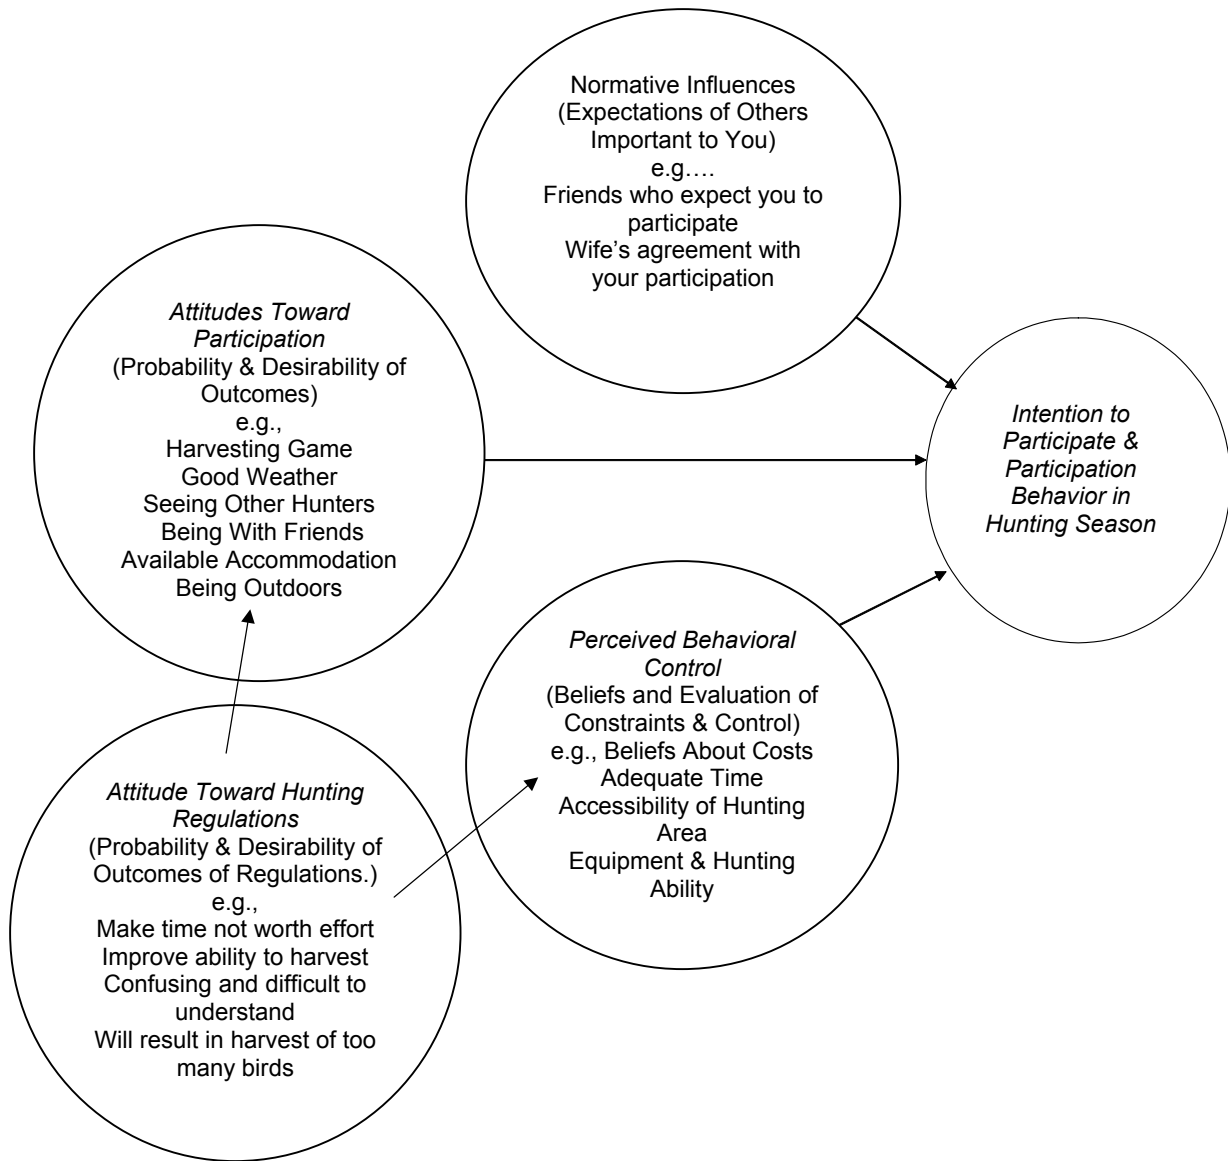 Normative Influences
(Expectations of Others
Important to You)
e.g….
Friends who expect you to
participate
Wife’s agreement with
your participation
Attitudes Toward
Participation
(Probability & Desirability of
Outcomes)
e.g.,
Harvesting Game
Good Weather
Seeing Other Hunters
Being With Friends
Available Accommodation
Being Outdoors
Intention to
Participate &
Participation
Behavior in
Hunting Season
Perceived Behavioral
Control
(Beliefs and Evaluation of
Constraints & Control)
e.g., Beliefs About Costs
Adequate Time
Accessibility of Hunting
Area
Equipment & Hunting
Ability
Attitude Toward Hunting
Regulations
(Probability & Desirability of
Outcomes of Regulations.)
e.g.,
Make time not worth effort
Improve ability to harvest
Confusing and difficult to
understand
Will result in harvest of too
many birds